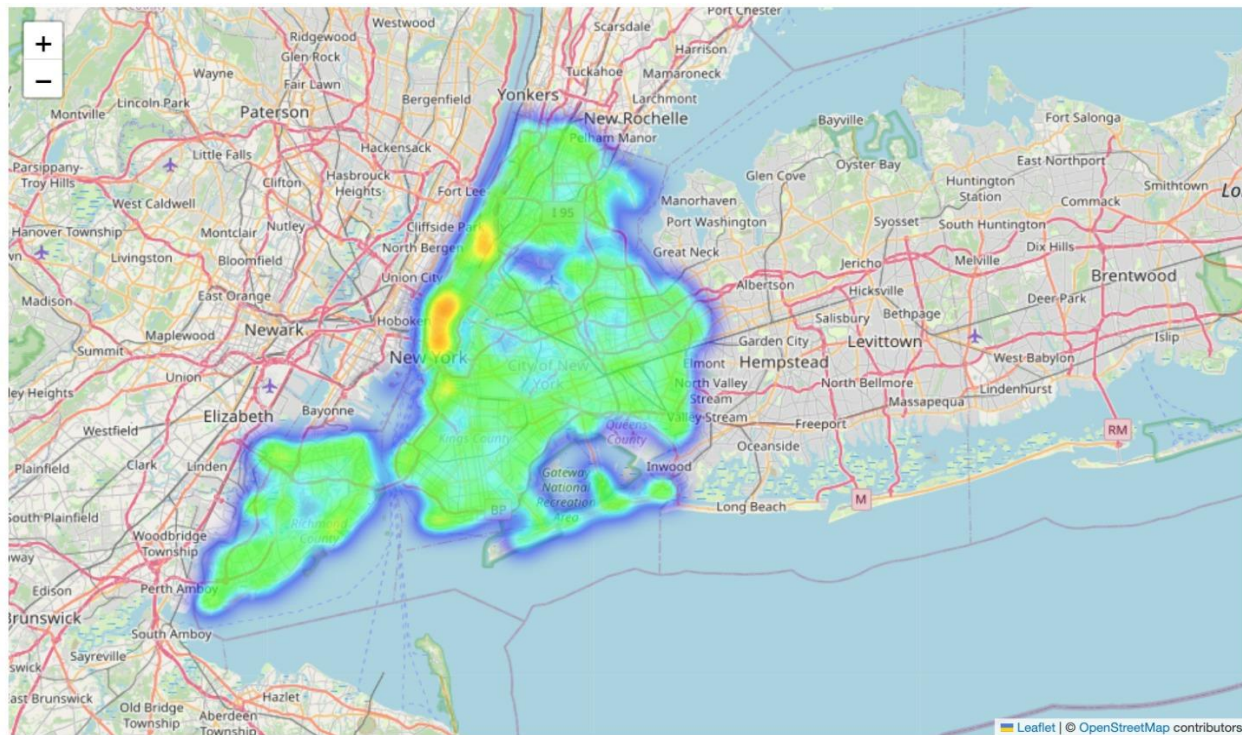 +
−
Port Chester
Westwood
Scarsdale
Ridgewood
Harrison
Glen Rock
Tuckahoe
Mamaroneck
Wayne
Fair Lawn
Yonkers
Larchmont
Lincoln Park
Bergenfield
Montville
Paterson
New Rochelle
Bayville
Fort Salonga
Pelham Manor
Hackensack
Little Falls
Oyster Bay
East Northport
Parsippany-
Troy Hills
Clifton
Hasbrouck
Heights
Fort Lee
Glen Cove
Smithtown
Huntington
Station
West Caldwell
Nutley
Manorhaven
Commack
Lo
Port Washington
Syosset
South Huntington
Hanover Township
Montclair
Cliffside Pa
I 95
North Bergen
Great Neck
Dix Hills
Livingston
Bloomfield
Jericho
Melville
Union City
Brentwood
Albertson
Hicksville
Deer Park
Madison
East Orange
Bethpage
Hoboken
Salisbury
Newark
Maplewood
Garden City
Islip
Summit
New York
Levittown
City of New
York
Elmont
Hempstead
West Babylon
Union
North Valley
Stream
North Bellmore
Lindenhurst
ley Heights
Massapequa
Elizabeth
Bayonne
Valley Stream
Freeport
Westfield
Queens
County
Kings County
Oceanside
RM
Plainfield
Clark
Linden
Inwood
Gateway
National
Recreation
Area
M
Long Beach
BP
South Plainfield
Richmond
County
Woodbridge
Township
Edison
Perth Amboy
Brunswick
South Amboy
Sayreville
swick
Hazlet
ast Brunswick
Old Bridge
Township
Aberdeen
Township
Leaflet | © OpenStreetMap contributors